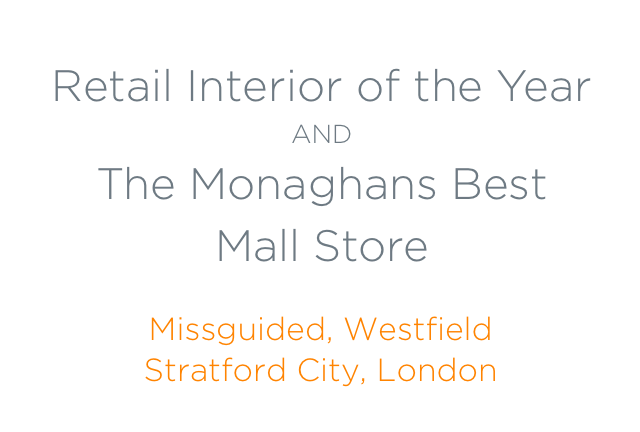 Retail Interior of the Year
AND
The Monaghans Best
Mall Store
Missguided, Westfield
Stratford City, London